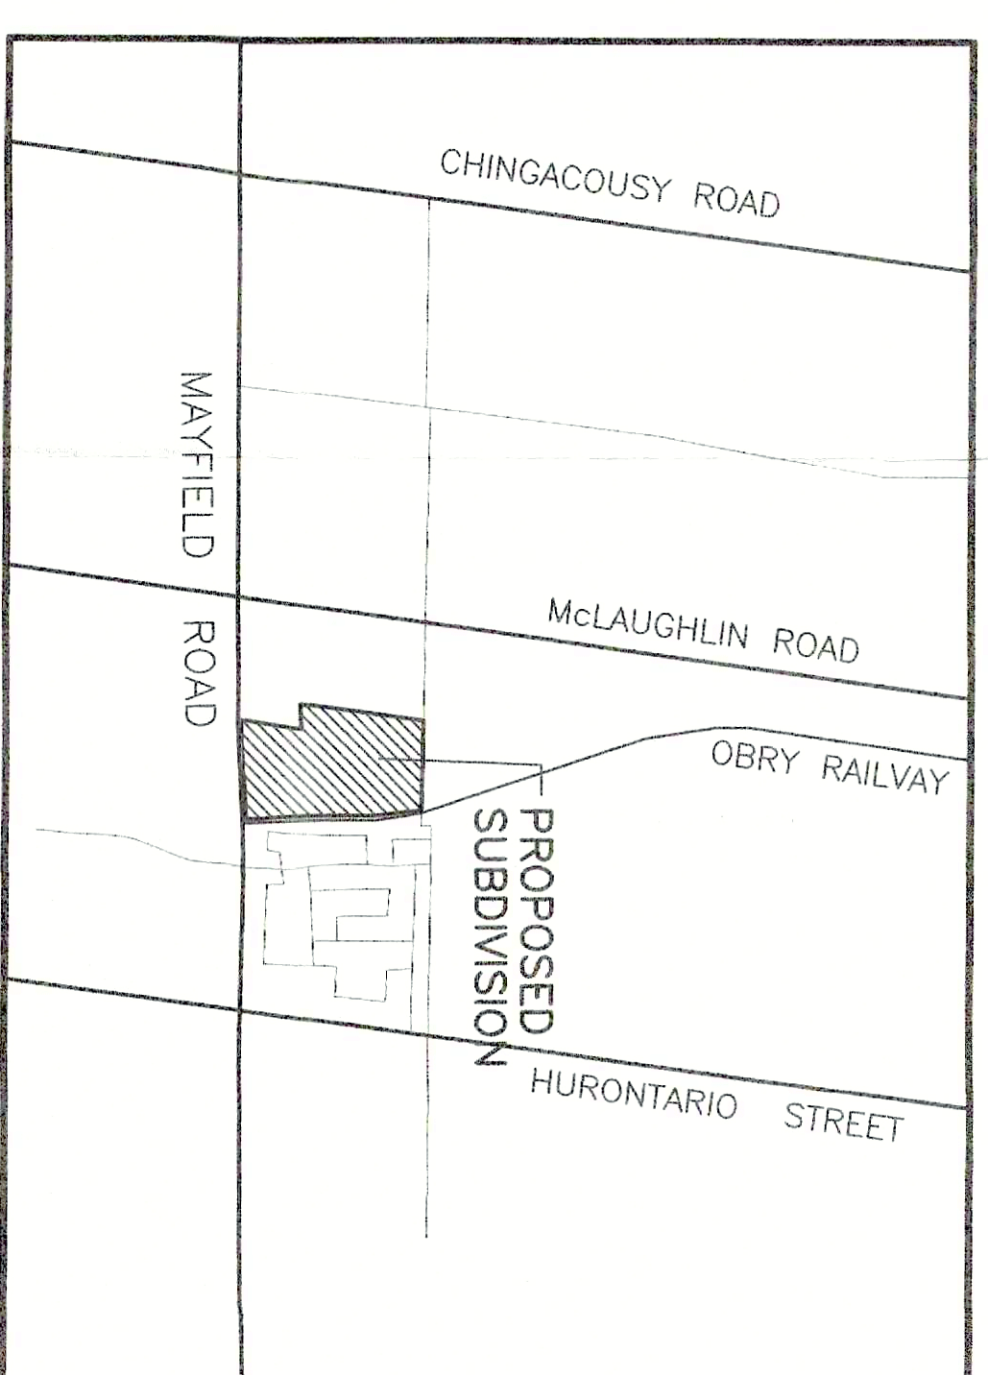 CHINGACOUSY ROAD
MAYFIELD ROAD
McLAUGHLIN ROAD
OBRY RAILVAY
PROPOSED
SUBDIVISION
HURONTARIO STREET